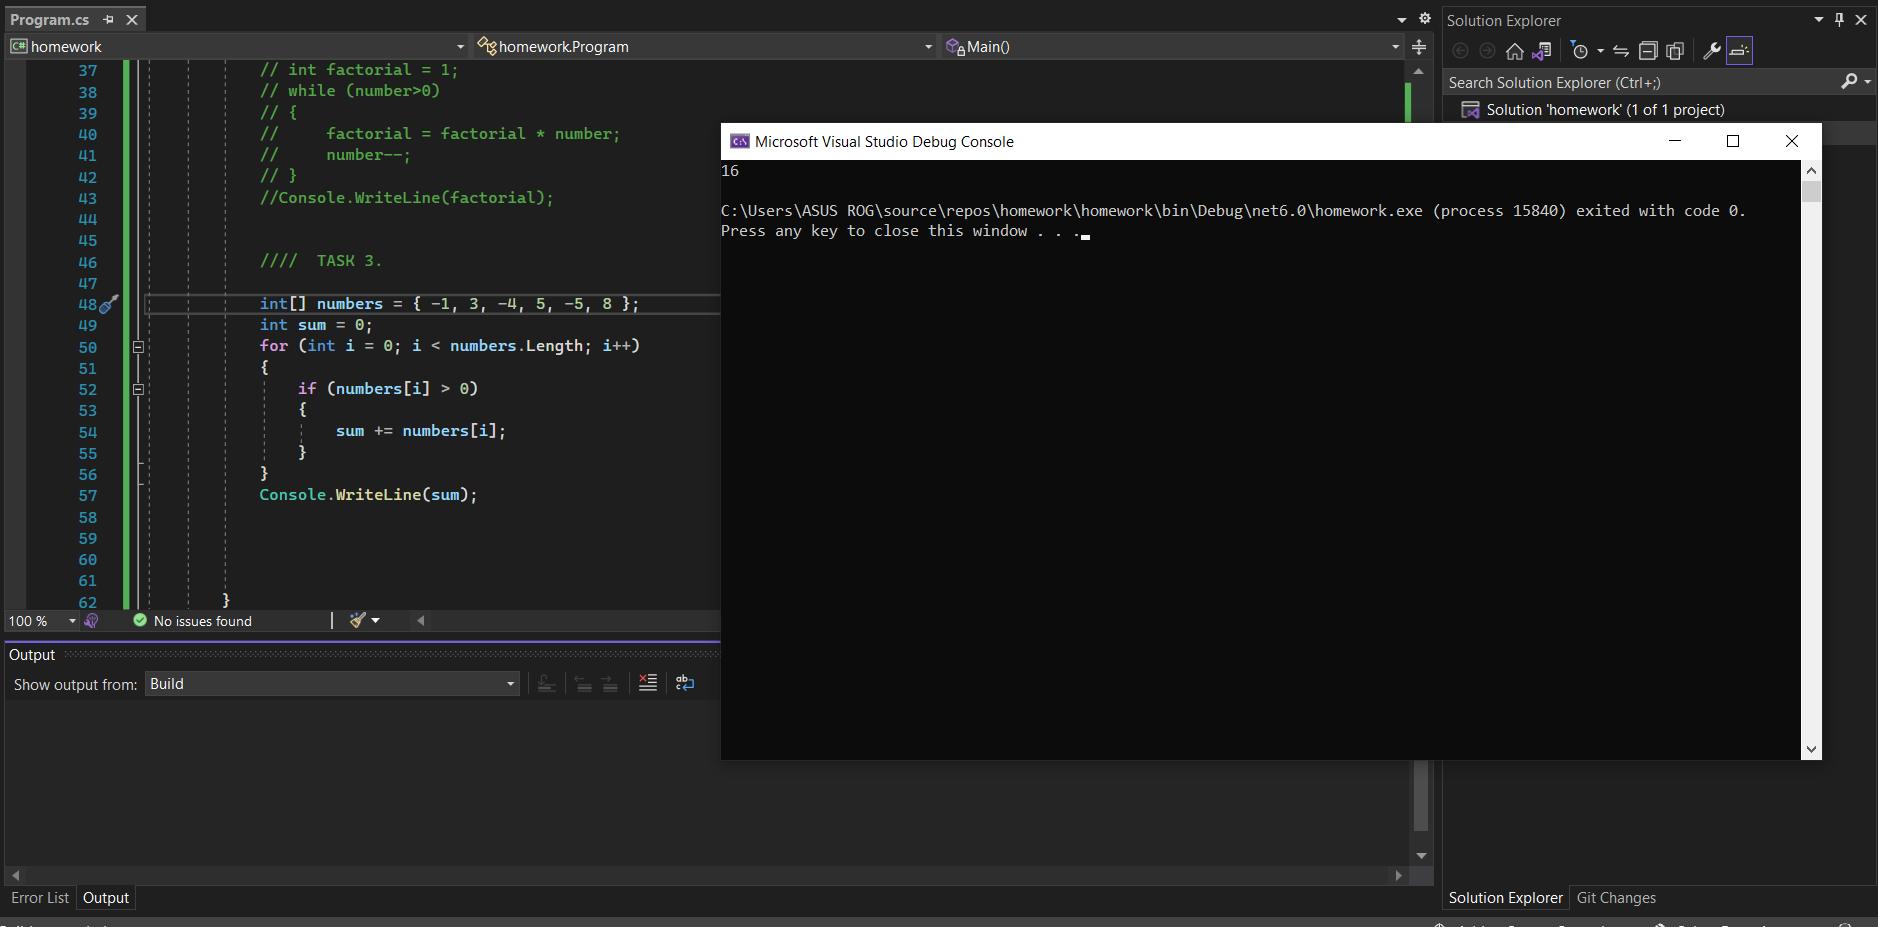 Program.cs
homework
homework.Program
Main()
37 // int factorial = 1;
38 // while (number>0)
39 // {
40 //     factorial = factorial * number;
41 //     number--;
42 // }
43 //Console.WriteLine(factorial);
44
45
46 ////  TASK 3.
47
48 int[] numbers = { -1, 3, -4, 5, -5, 8 };
49 int sum = 0;
50 for (int i = 0; i < numbers.Length; i++)
51 {
52     if (numbers[i] > 0)
53     {
54         sum += numbers[i];
55     }
56 }
57 Console.WriteLine(sum);
58
59
60
61
62 }
100 %
No issues found
Output
Show output from: Build
Error List
Output
Microsoft Visual Studio Debug Console
16
C:\Users\ASUS ROG\source\repos\homework\homework\bin\Debug\net6.0\homework.exe (process 15840) exited with code 0.
Press any key to close this window . . .
Solution Explorer
Search Solution Explorer (Ctrl+;)
Solution 'homework' (1 of 1 project)
Solution Explorer
Git Changes